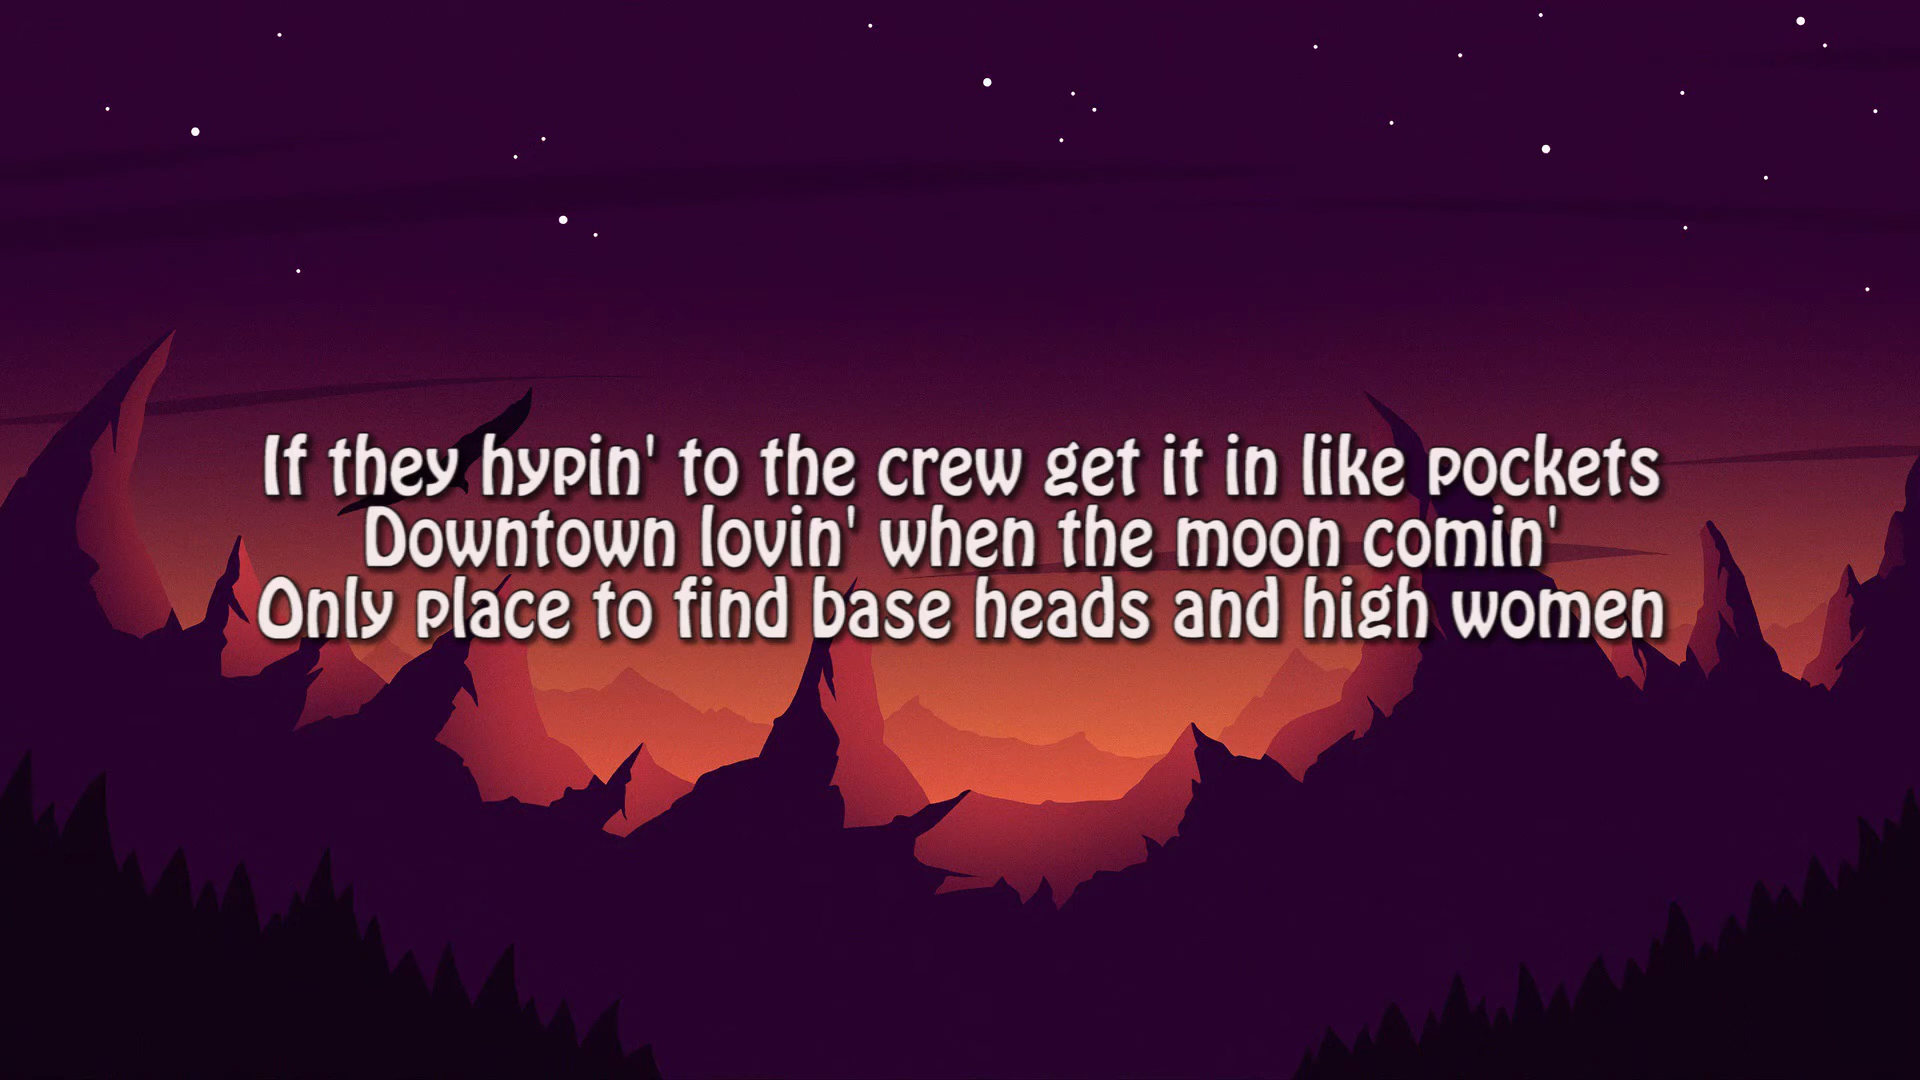 If they hypin' to the crew get it in like pockets
Downtown lovin' when the moon comin'
Only place to find base heads and high women